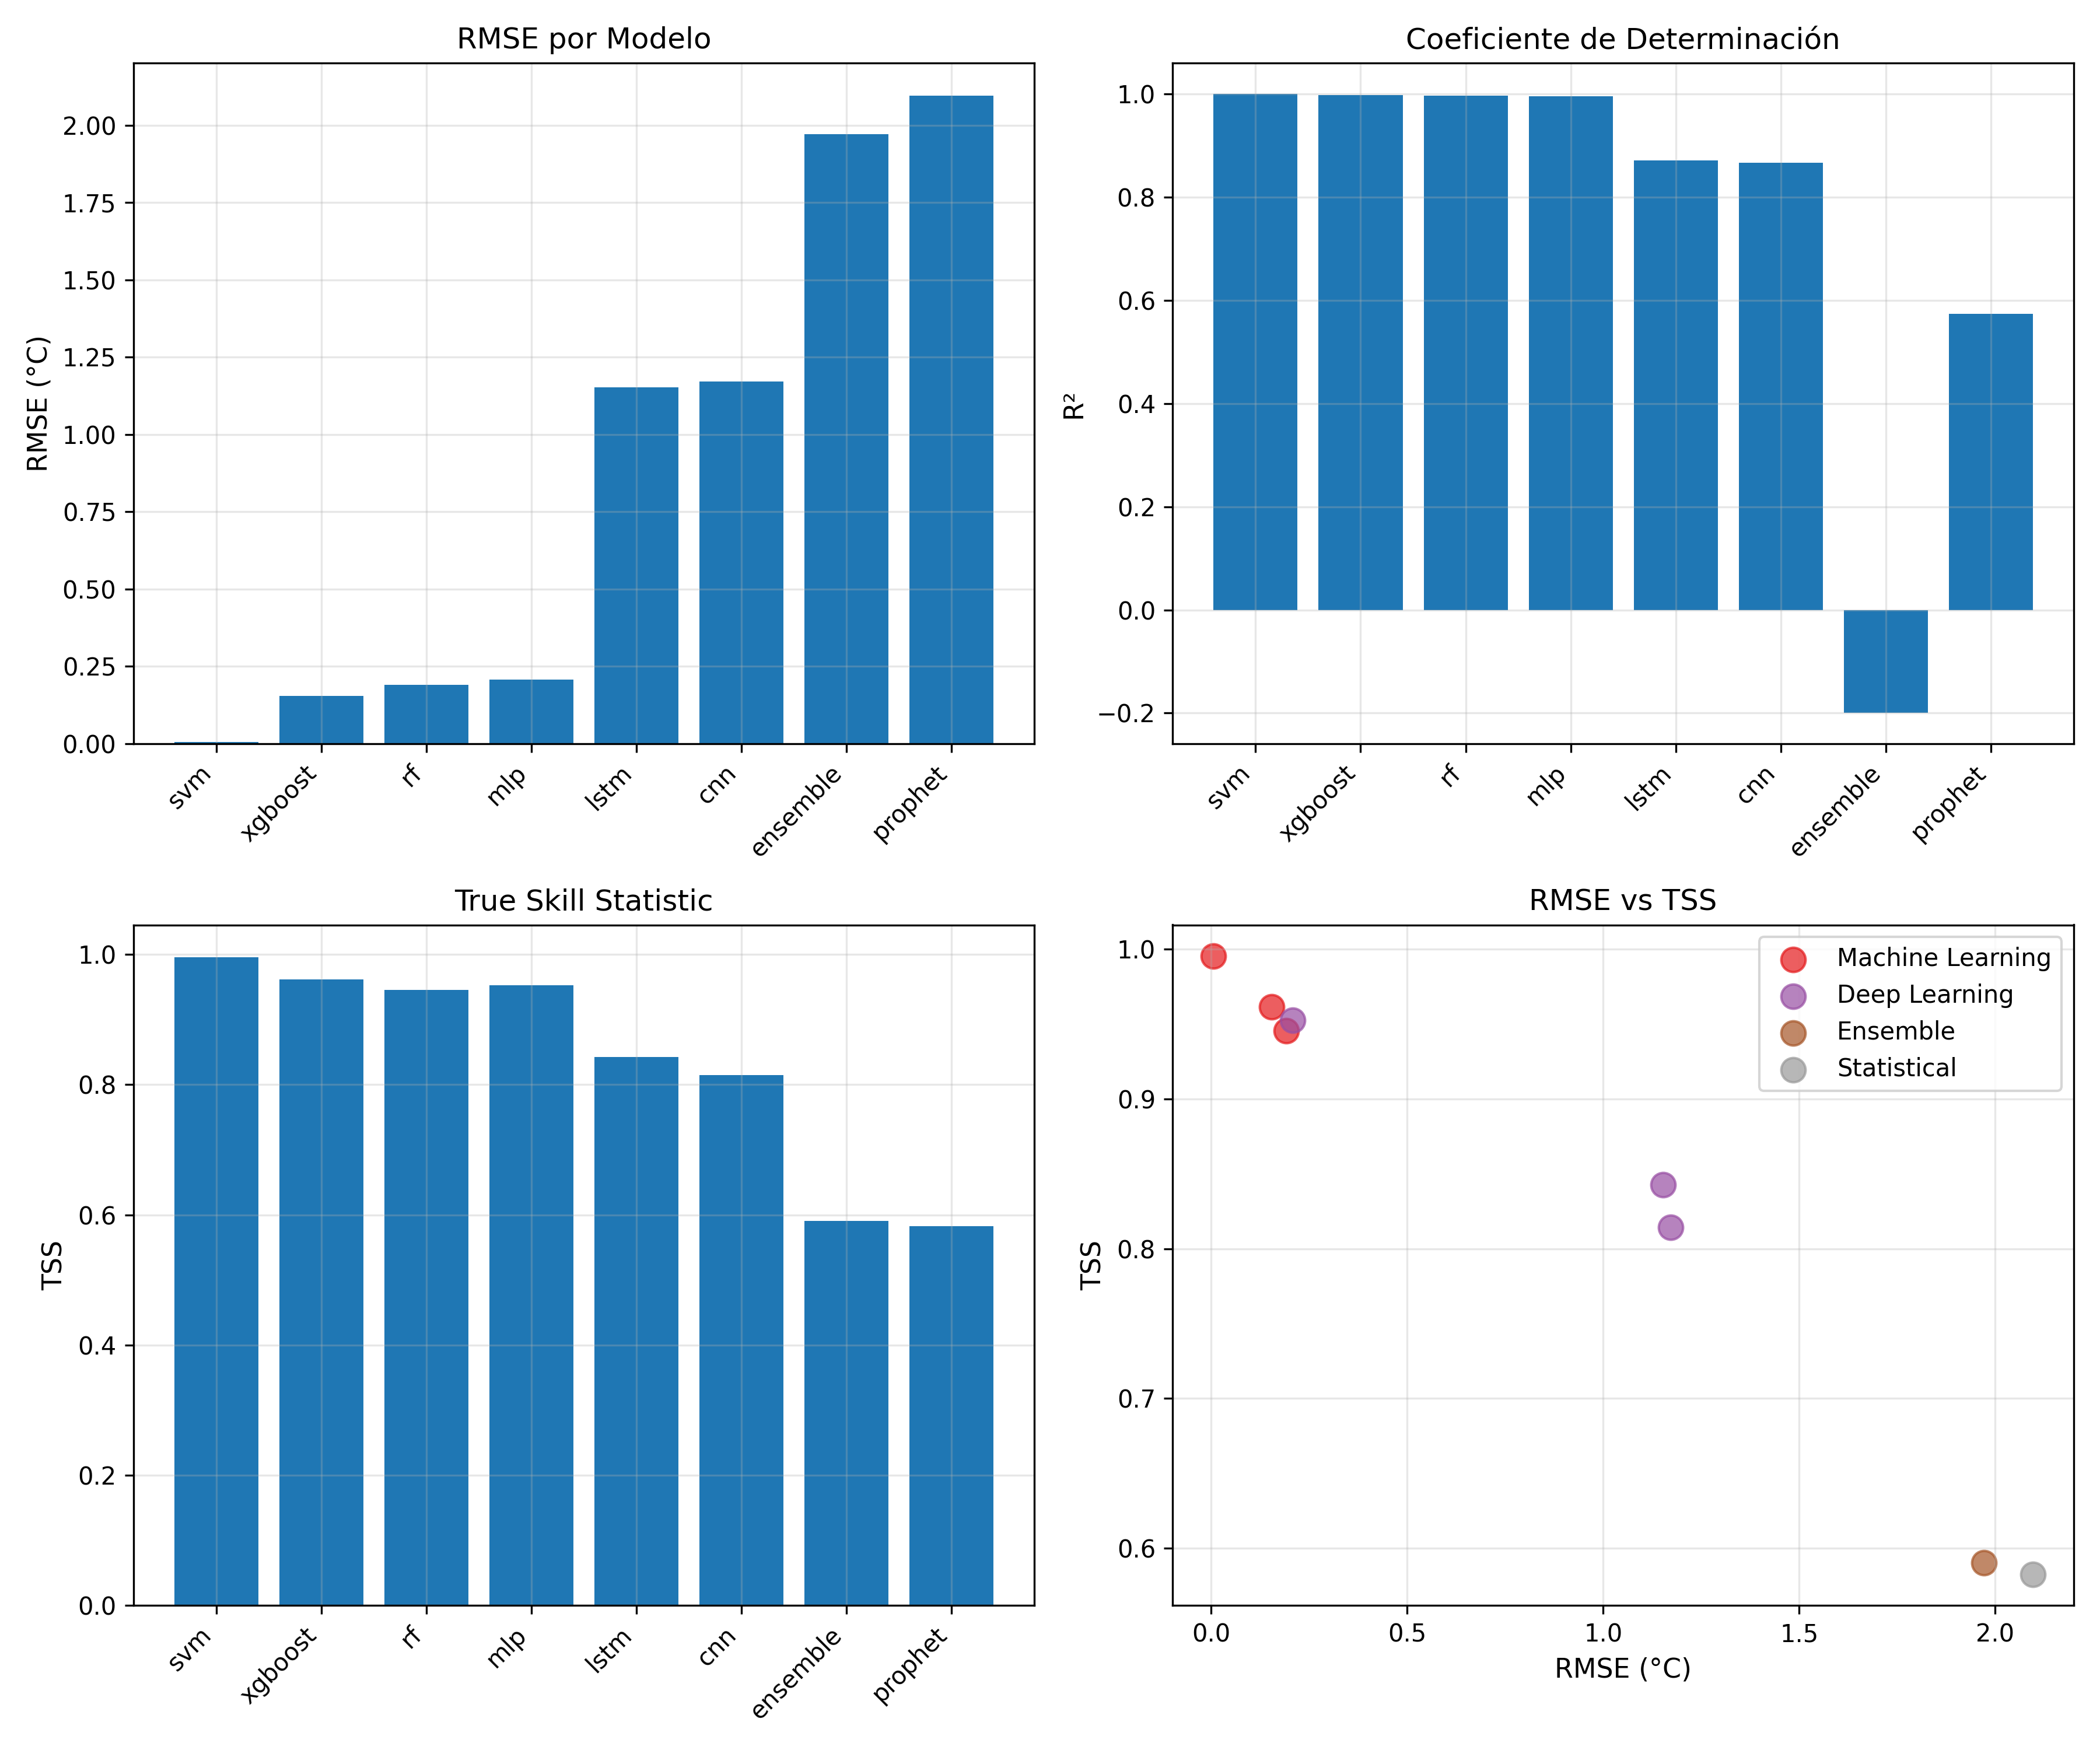 RMSE por Modelo
RMSE (°C)
2.00
1.75
1.50
1.25
1.00
0.75
0.50
0.25
0.00
svm
xgboost
rf
mlp
lstm
cnn
ensemble
prophet
Coeficiente de Determinación
R²
1.0
0.8
0.6
0.4
0.2
0.0
−0.2
svm
xgboost
rf
mlp
lstm
cnn
ensemble
prophet
True Skill Statistic
TSS
1.0
0.8
0.6
0.4
0.2
0.0
svm
xgboost
rf
mlp
lstm
cnn
ensemble
prophet
RMSE vs TSS
TSS
1.0
0.9
0.8
0.7
0.6
Machine Learning
Deep Learning
Ensemble
Statistical
0.0
0.5
1.0
1.5
2.0
RMSE (°C)